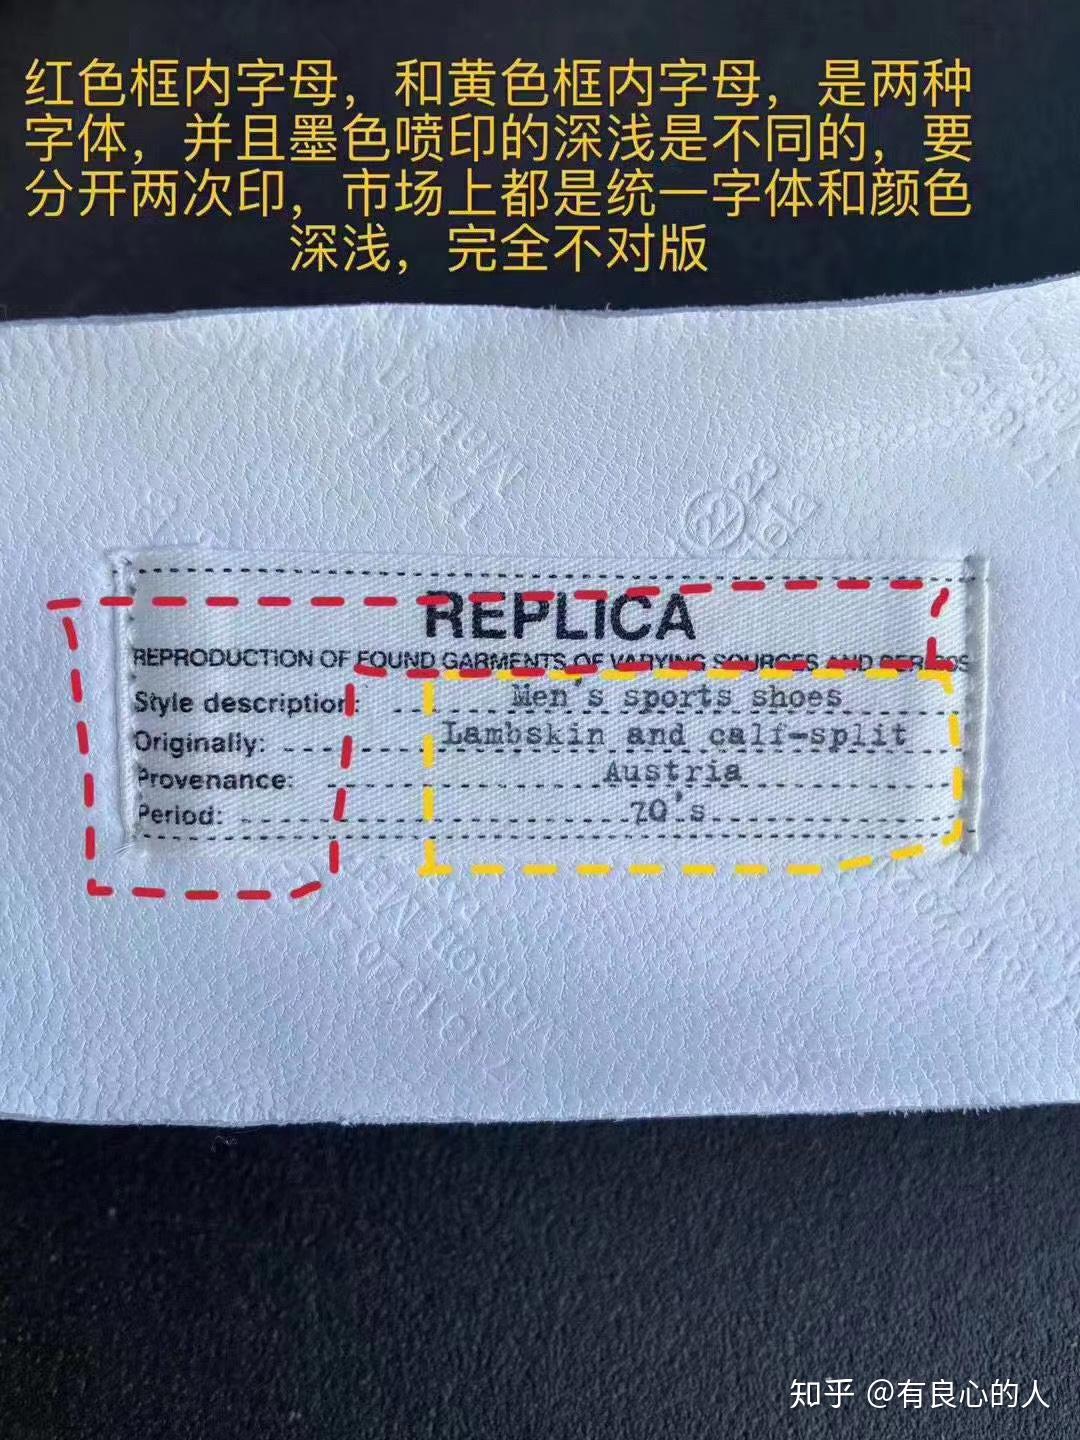 红色框内字母，和黄色框内字母，是两种
字体，并且墨色喷印的深浅是不同的，要
分开两次印，市场上都是统一字体和颜色
深浅，完全不对版
Maison
22
23
REPLICA
REPRODUCTION OF FOUND GARMENTS OF VARYING SOURCES AND PERIODS
Style description: Men's sports shoes
Originally: Lambskin and calf-split
Provenance: Austria
Period: 70's
知乎 @有良心的人